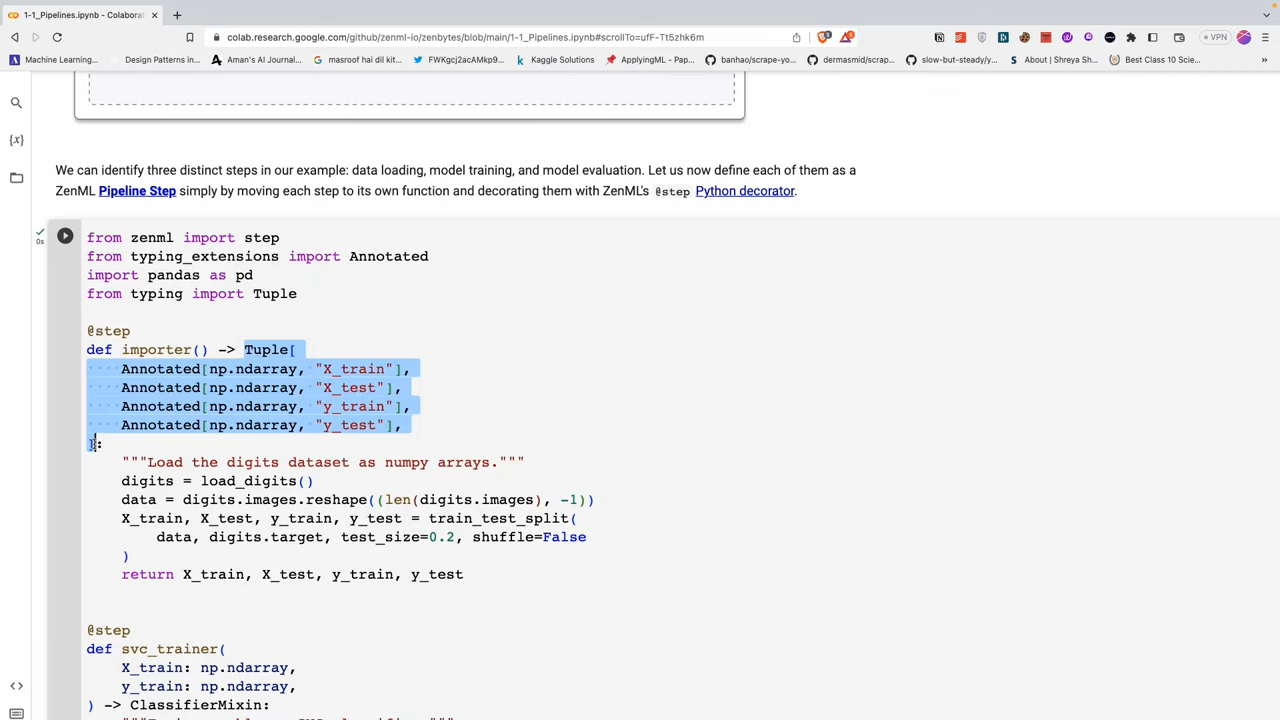 1-1_Pipelines.ipynb - Colabora
colab.research.google.com/github/zenml-io/zenbytes/blob/main/1-1_Pipelines.ipynb#scrollTo=ufF-Tt5zhk6m
VPN
Machine Learning... Design Patterns in... Aman's AI Journal... masroof hai dil kit... FWKgcj2acAMkp9... Kaggle Solutions ApplyingML - Pap... banhao/scrape-yo... dermasmid/scrap... slow-but-steady/y... About | Shreya Sh... Best Class 10 Scie...
We can identify three distinct steps in our example: data loading, model training, and model evaluation. Let us now define each of them as a
ZenML Pipeline Step simply by moving each step to its own function and decorating them with ZenML's @step Python decorator.
0s
from zenml import step
from typing_extensions import Annotated
import pandas as pd
from typing import Tuple
@step
def importer() -> Tuple[
Annotated[np.ndarray, "X_train"],
Annotated[np.ndarray, "X_test"],
Annotated[np.ndarray, "y_train"],
Annotated[np.ndarray, "y_test"],
]:
"""Load the digits dataset as numpy arrays."""
digits = load_digits()
data = digits.images.reshape((len(digits.images), -1))
X_train, X_test, y_train, y_test = train_test_split(
data, digits.target, test_size=0.2, shuffle=False
)
return X_train, X_test, y_train, y_test
@step
def svc_trainer(
X_train: np.ndarray,
y_train: np.ndarray,
) -> ClassifierMixin: